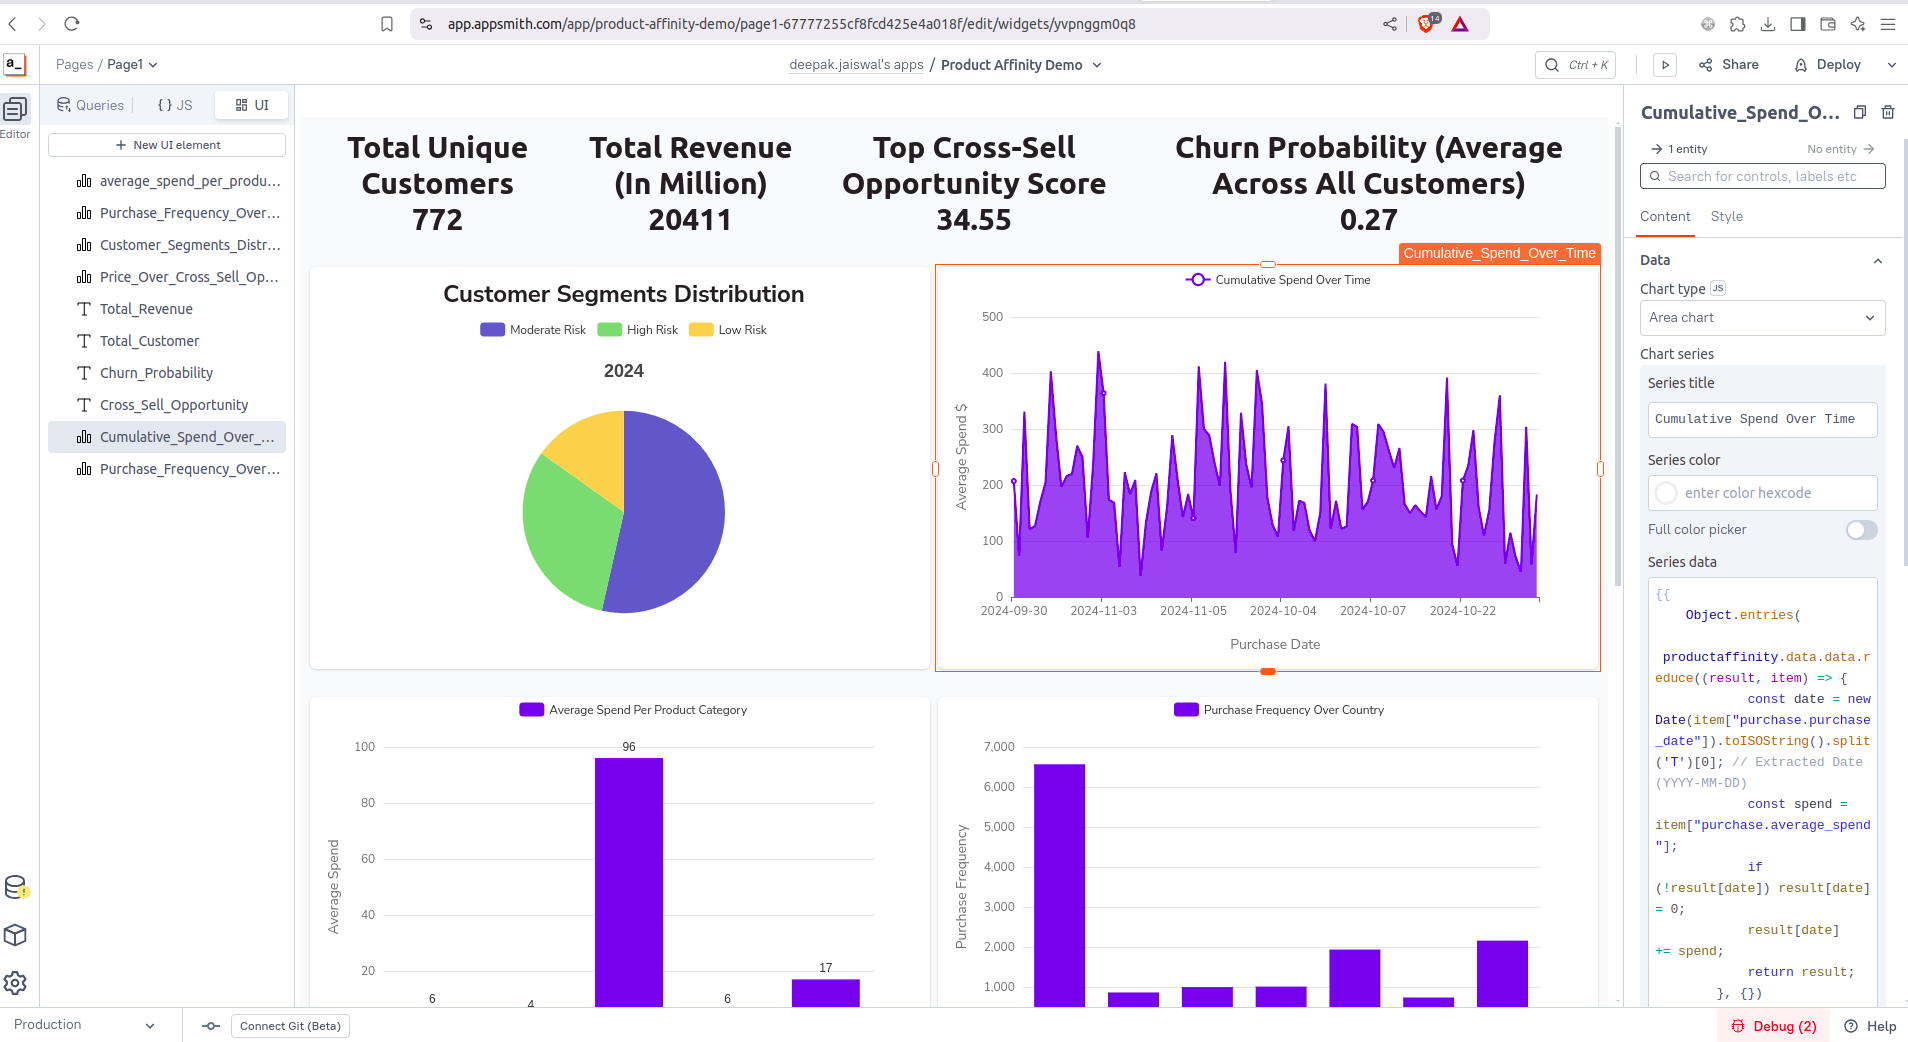 app.appsmith.com/app/product-affinity-demo/page1-67777255cf8fcd425e4a018f/edit/widgets/yvpnggm0q8
14
a_
Pages / Page1
deepak.jaiswal's apps / Product Affinity Demo
Ctrl + K
Share
Deploy
Editor
Queries
{ } JS
UI
+ New UI element
average_spend_per_produ...
Purchase_Frequency_Over...
Customer_Segments_Distr...
Price_Over_Cross_Sell_Op...
Total_Revenue
Total_Customer
Churn_Probability
Cross_Sell_Opportunity
Cumulative_Spend_Over_...
Purchase_Frequency_Over...
Total Unique
Customers
772
Total Revenue
(In Million)
20411
Top Cross-Sell
Opportunity Score
34.55
Churn Probability (Average
Across All Customers)
0.27
Customer Segments Distribution
Moderate Risk
High Risk
Low Risk
2024
Cumulative_Spend_Over_Time
Cumulative Spend Over Time
500
400
300
200
100
0
Average Spend $
2024-09-30
2024-11-03
2024-11-05
2024-10-04
2024-10-07
2024-10-22
Purchase Date
Average Spend Per Product Category
100
80
60
40
20
Average Spend
6
4
96
6
17
Purchase Frequency Over Country
7,000
6,000
5,000
4,000
3,000
2,000
1,000
Purchase Frequency
Cumulative_Spend_O...
1 entity
No entity
Search for controls, labels etc
Content
Style
Data
Chart type JS
Area chart
Chart series
Series title
Cumulative Spend Over Time
Series color
enter color hexcode
Full color picker
Series data
{{
Object.entries(
productaffinity.data.data.r
educe((result, item) => {
const date = new
Date(item["purchase.purchase
_date"]).toISOString().split
('T')[0]; // Extracted Date
(YYYY-MM-DD)
const spend =
item["purchase.average_spend
"];
if
(!result[date]) result[date]
= 0;
result[date]
+= spend;
return result;
}, {})
Production
Connect Git (Beta)
Debug (2)
Help